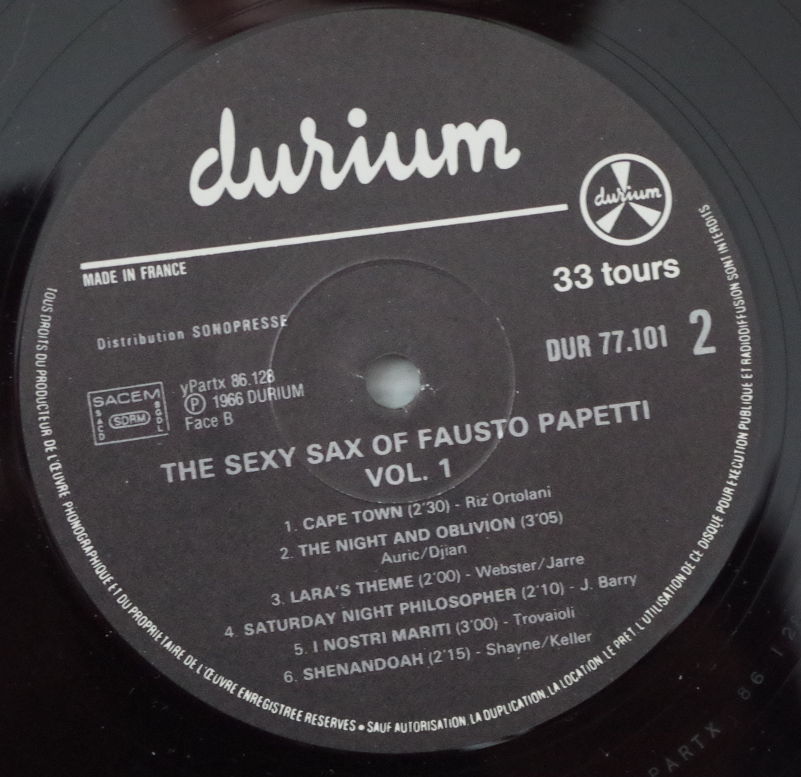 durium
durium
MADE IN FRANCE
33 tours
Distribution SONOPRESSE
DUR 77.101 2
SACEM
SACD
SDRM
SGDL
yPartx 86.128
Ⓟ 1966 DURIUM
Face B
THE SEXY SAX OF FAUSTO PAPETTI
VOL. 1
1. CAPE TOWN (2'30) - Riz Ortolani
2. THE NIGHT AND OBLIVION (3'05)
Auric/Djian
3. LARA'S THEME (2'00) - Webster/Jarre
4. SATURDAY NIGHT PHILOSOPHER (2'10) - J. Barry
5. I NOSTRI MARITI (3'00) - Trovaioli
6. SHENANDOAH (2'15) - Shayne/Keller
TOUS DROITS DU PRODUCTEUR DE L'ŒUVRE PHONOGRAPHIQUE ET DU PROPRIETAIRE DE L'ŒUVRE ENREGISTREE RESERVES ● SAUF AUTORISATION, LA DUPLICATION, LA LOCATION, LE PRET, L'UTILISATION DE CE DISQUE POUR EXECUTION PUBLIQUE ET RADIODIFFUSION SONT INTERDITS
PARTX 86 12